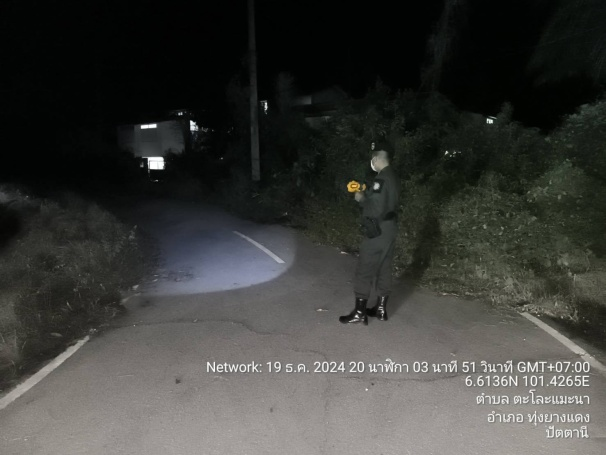 Network: 19 ธ.ค. 2024 20 นาฬิกา 03 นาที 51 วินาที GMT+07:00
6.6136N 101.4265E
ตำบล ตะโละแมะนา
อำเภอ ทุ่งยางแดง
ปัตตานี